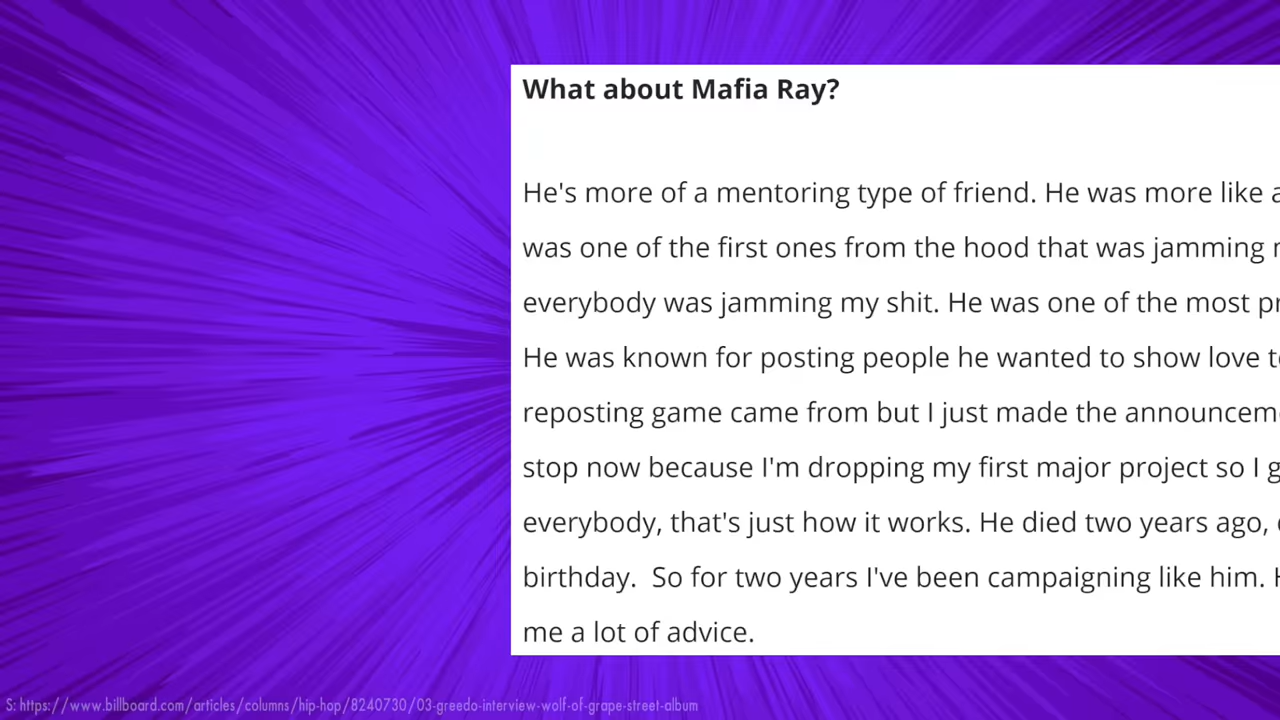 What about Mafia Ray?
He's more of a mentoring type of friend. He was more like a
was one of the first ones from the hood that was jamming
everybody was jamming my shit. He was one of the most
He was known for posting people he wanted to show love
reposting game came from but I just made the
stop now because I'm dropping my first major project so I
everybody, that's just how it works. He died two years ago,
birthday. So for two years I've been campaigning like him.
me a lot of advice.
S: https://www.billboard.com/articles/columns/hip-hop/8240730/03-greedo-interview-wolf-of-grape-street-album